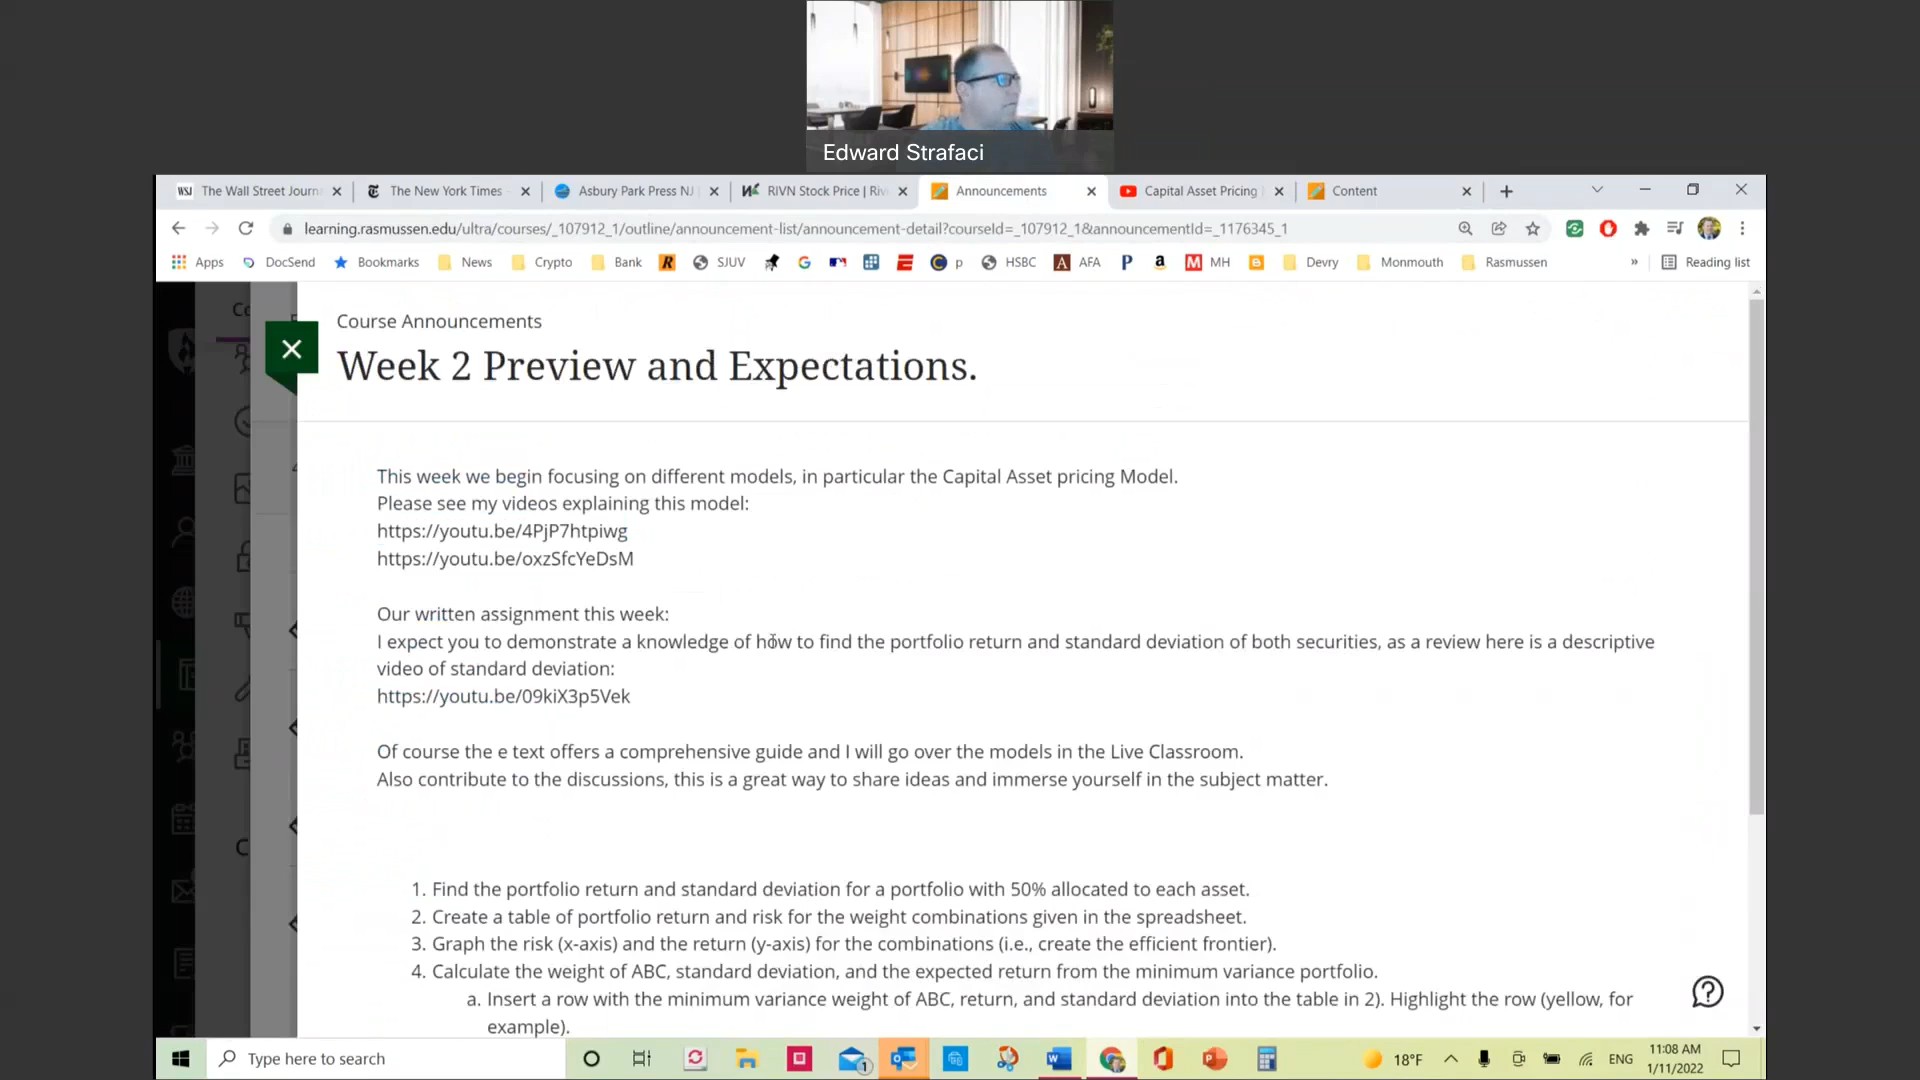 Edward Strafaci
WSJ The Wall Street Journ
The New York Times -
Asbury Park Press NJ
RIVN Stock Price | Riv
Announcements
Capital Asset Pricing
Content
learning.rasmussen.edu/ultra/courses/_107912_1/outline/announcement-list/announcement-detail?courseId=_107912_1&announcementId=_1176345_1
Apps DocSend Bookmarks News Crypto Bank R SJUV G C p HSBC A AFA P a M MH Devry Monmouth Rasmussen » Reading list
Course Announcements
Week 2 Preview and Expectations.
This week we begin focusing on different models, in particular the Capital Asset pricing Model.
Please see my videos explaining this model:
https://youtu.be/4PjP7htpiwg
https://youtu.be/oxzSfcYeDsM
Our written assignment this week:
I expect you to demonstrate a knowledge of how to find the portfolio return and standard deviation of both securities, as a review here is a descriptive
video of standard deviation:
https://youtu.be/09kiX3p5Vek
Of course the e text offers a comprehensive guide and I will go over the models in the Live Classroom.
Also contribute to the discussions, this is a great way to share ideas and immerse yourself in the subject matter.
1. Find the portfolio return and standard deviation for a portfolio with 50% allocated to each asset.
2. Create a table of portfolio return and risk for the weight combinations given in the spreadsheet.
3. Graph the risk (x-axis) and the return (y-axis) for the combinations (i.e., create the efficient frontier).
4. Calculate the weight of ABC, standard deviation, and the expected return from the minimum variance portfolio.
a. Insert a row with the minimum variance weight of ABC, return, and standard deviation into the table in 2). Highlight the row (yellow, for
example).
Type here to search
18°F
ENG
11:08 AM
1/11/2022